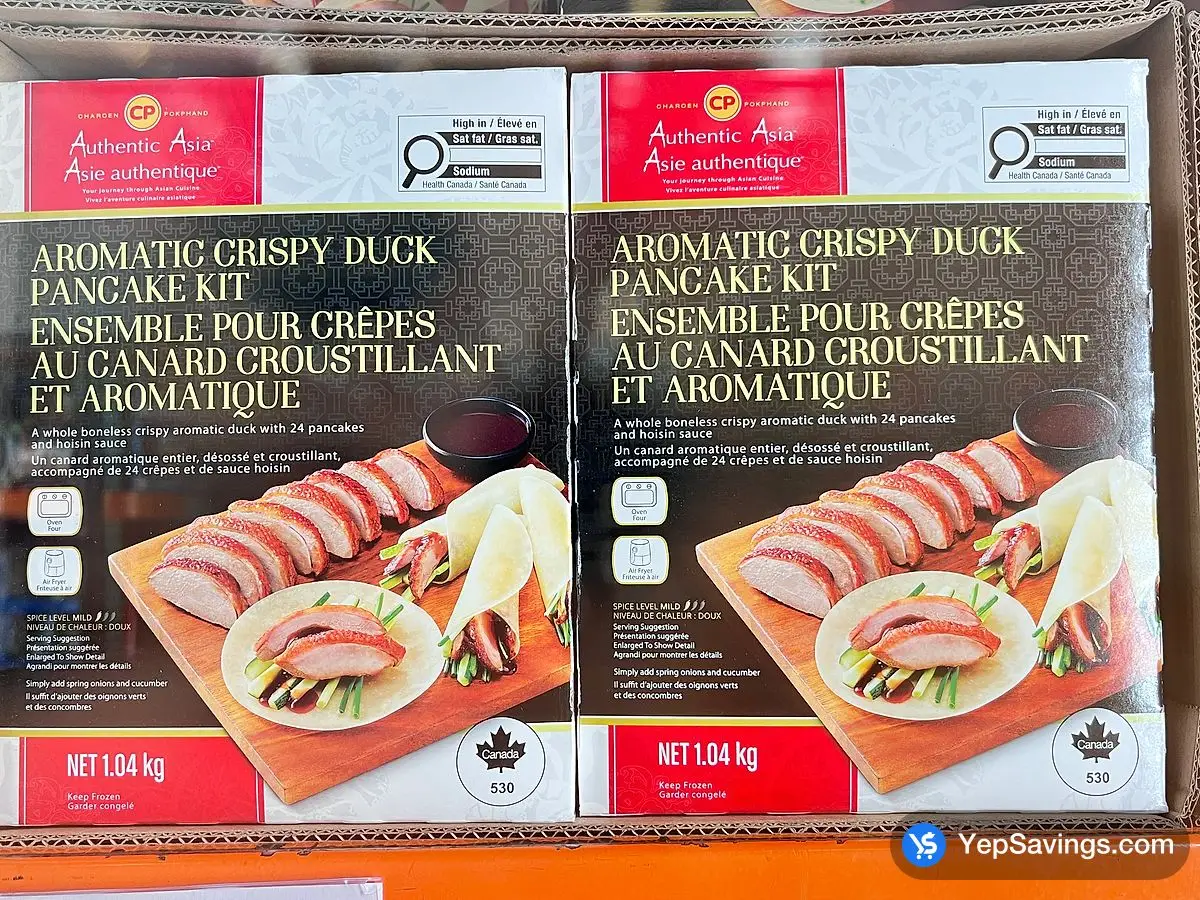 CHAROEN CP POKPHAND
Authentic Asia™
Asie authentique™
Your journey through Asian Cuisine
Vivez l'aventure culinaire asiatique
High in / Élevé en
Sat fat / Gras sat.
Sodium
Health Canada / Santé Canada
AROMATIC CRISPY DUCK
PANCAKE KIT
ENSEMBLE POUR CRÊPES
AU CANARD CROUSTILLANT
ET AROMATIQUE
A whole boneless crispy aromatic duck with 24 pancakes
and hoisin sauce
Un canard aromatique entier, désossé et croustillant,
accompagné de 24 crêpes et de sauce hoisin
Oven
Four
Air Fryer
Friteuse à air
SPICE LEVEL MILD
NIVEAU DE CHALEUR : DOUX
Serving Suggestion
Présentation suggérée
Enlarged To Show Detail
Agrandi pour montrer les détails
Simply add spring onions and cucumber
Il suffit d'ajouter des oignons verts
et des concombres
NET 1.04 kg
Keep Frozen
Garder congelé
Canada
530
CHAROEN CP POKPHAND
Authentic Asia™
Asie authentique™
Your journey through Asian Cuisine
Vivez l'aventure culinaire asiatique
High in / Élevé en
Sat fat / Gras sat.
Sodium
Health Canada / Santé Canada
AROMATIC CRISPY DUCK
PANCAKE KIT
ENSEMBLE POUR CRÊPES
AU CANARD CROUSTILLANT
ET AROMATIQUE
A whole boneless crispy aromatic duck with 24 pancakes
and hoisin sauce
Un canard aromatique entier, désossé et croustillant,
accompagné de 24 crêpes et de sauce hoisin
Oven
Four
Air Fryer
Friteuse à air
SPICE LEVEL MILD
NIVEAU DE CHALEUR : DOUX
Serving Suggestion
Présentation suggérée
Enlarged To Show Detail
Agrandi pour montrer les détails
Simply add spring onions and cucumber
Il suffit d'ajouter des oignons verts
et des concombres
NET 1.04 kg
Keep Frozen
Garder congelé
Canada
530
YepSavings.com